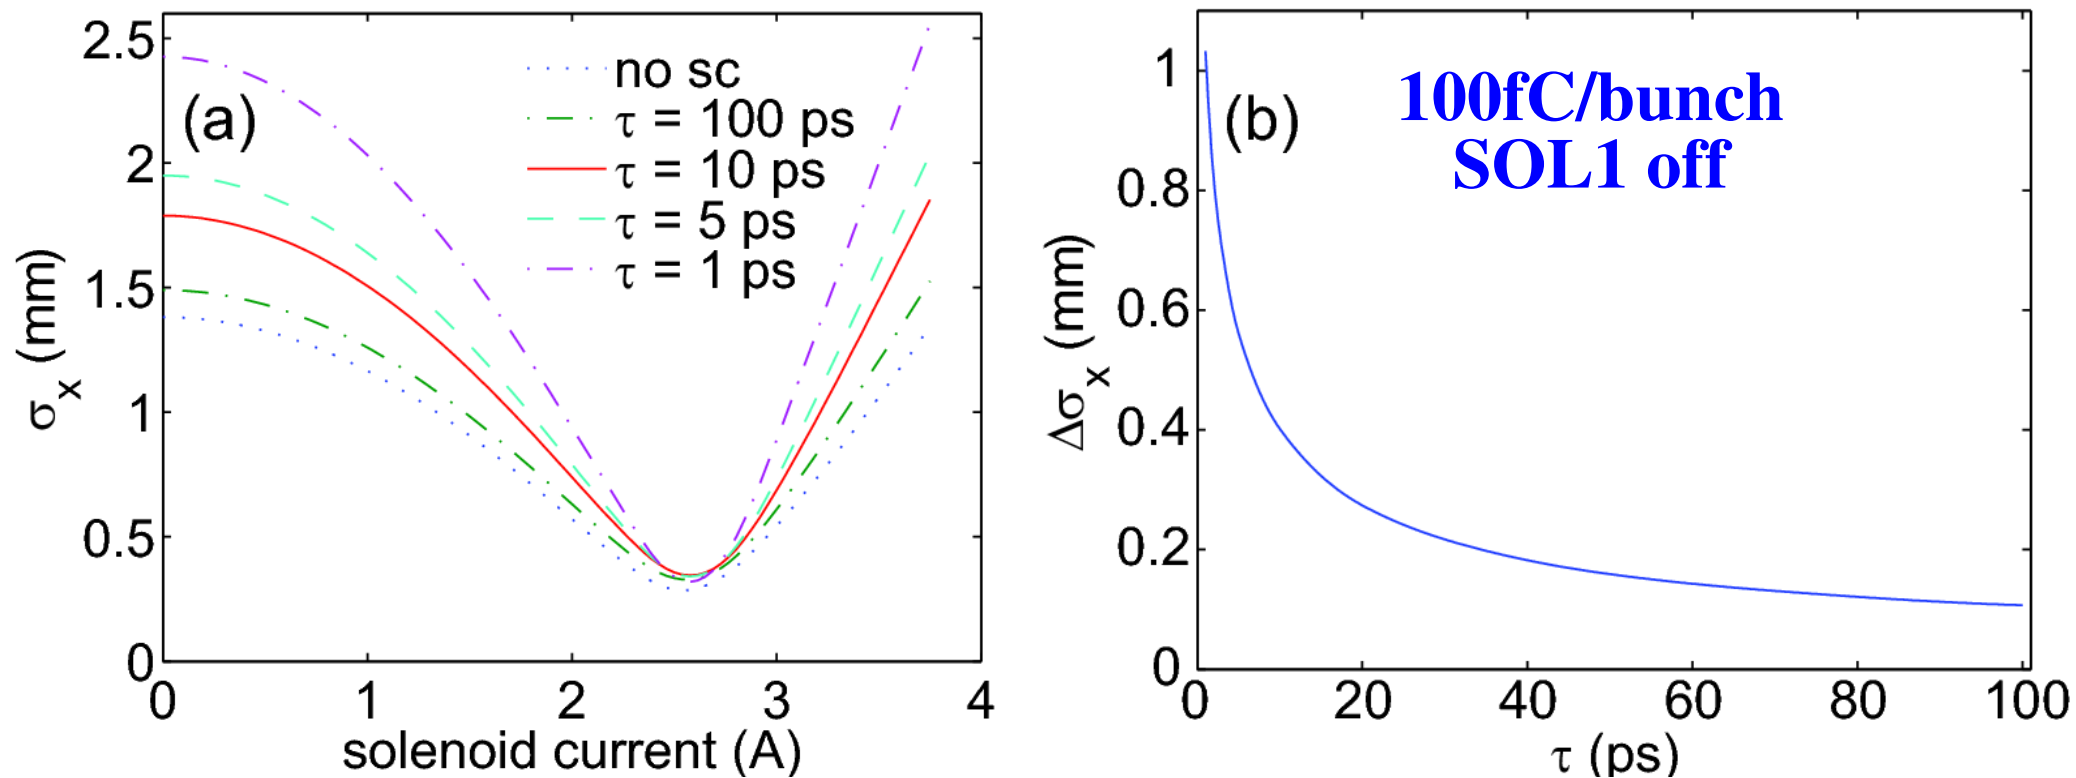 (a)
no sc
τ = 100 ps
τ = 10 ps
τ = 5 ps
τ = 1 ps
2.5
2
1.5
1
0.5
0
σx (mm)
0 1 2 3 4
solenoid current (A)
(b)
100fC/bunch
SOL1 off
1
0.8
0.6
0.4
0.2
0
Δσx (mm)
0 20 40 60 80 100
τ (ps)